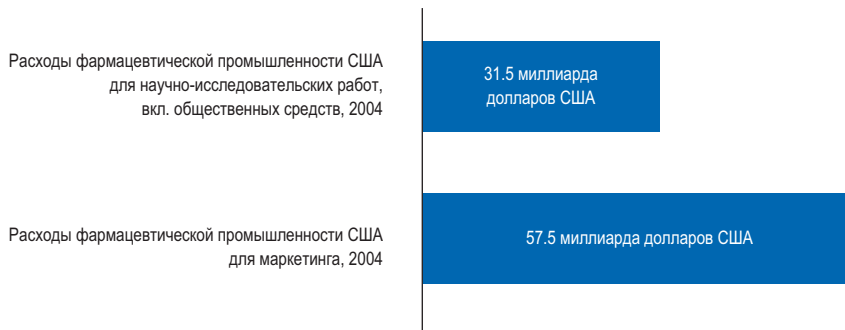 Расходы фармацевтической промышленности США
для научно-исследовательских работ,
вкл. общественных средств, 2004
31.5 миллиарда
долларов США
Расходы фармацевтической промышленности США
для маркетинга, 2004
57.5 миллиарда долларов США